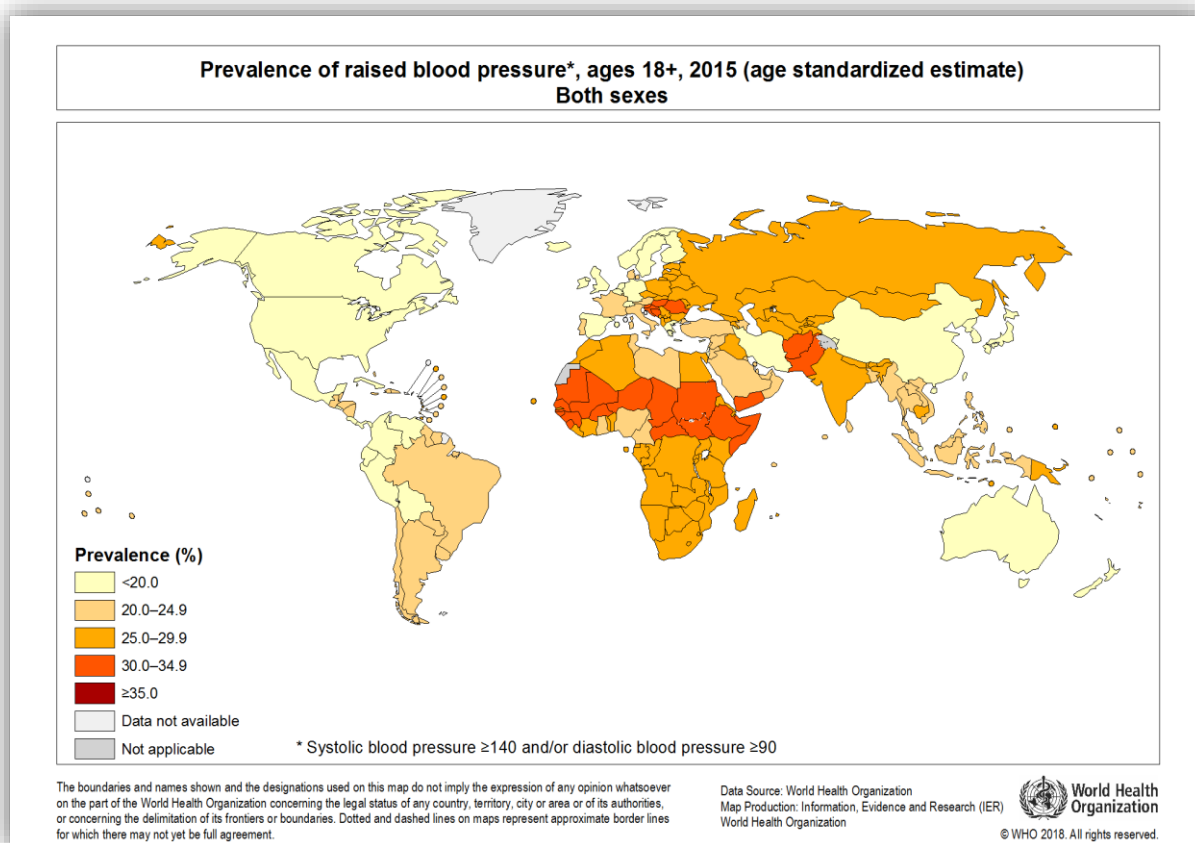 Prevalence of raised blood pressure*, ages 18+, 2015 (age standardized estimate)
Both sexes
Prevalence (%)
<20.0
20.0–24.9
25.0–29.9
30.0–34.9
≥35.0
Data not available
Not applicable
* Systolic blood pressure ≥140 and/or diastolic blood pressure ≥90
The boundaries and names shown and the designations used on this map do not imply the expression of any opinion whatsoever
on the part of the World Health Organization concerning the legal status of any country, territory, city or area or of its authorities,
or concerning the delimitation of its frontiers or boundaries. Dotted and dashed lines on maps represent approximate border lines
for which there may not yet be full agreement.
Data Source: World Health Organization
Map Production: Information, Evidence and Research (IER)
World Health Organization
World Health
Organization
© WHO 2018. All rights reserved.